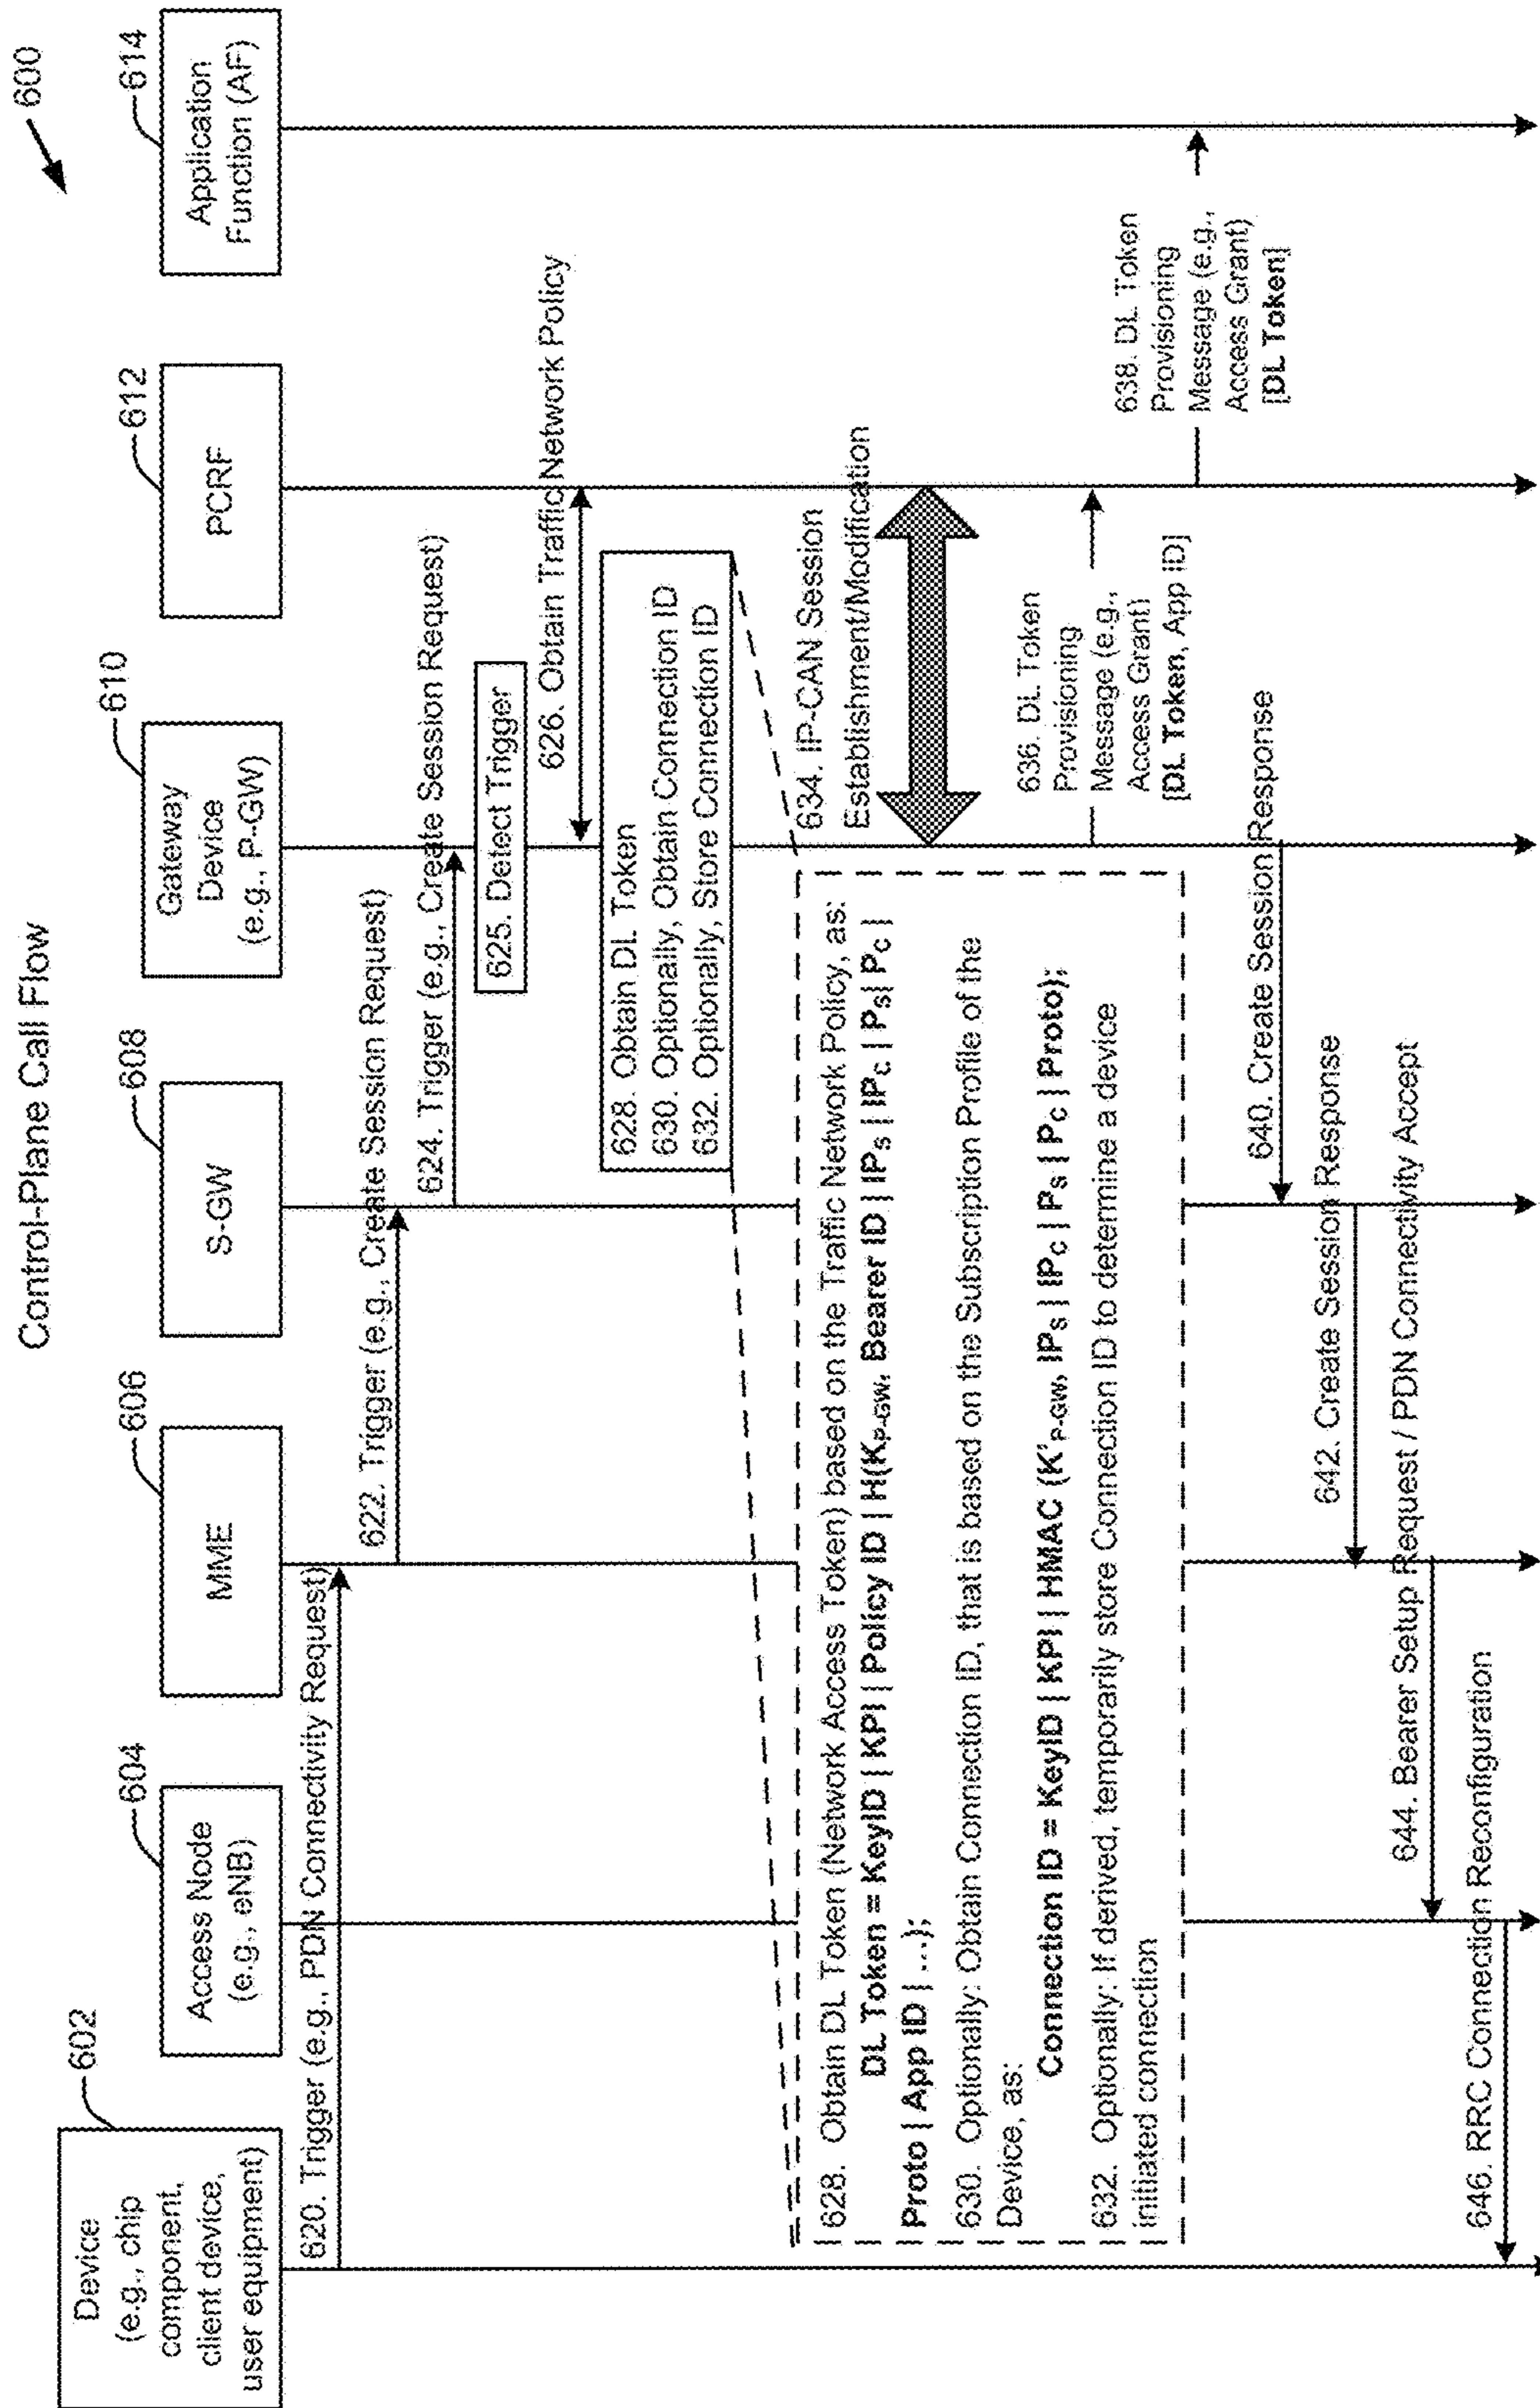 Control-Plane Call Flow
600
602
Device
(e.g., chip
component,
client device,
user equipment)
604
Access Node
(e.g., eNB)
606
MME
608
S-GW
610
Gateway
Device
(e.g., P-GW)
612
PCRF
614
Application
Function (AF)
620. Trigger (e.g., PDN Connectivity Request)
622. Trigger (e.g., Create Session Request)
624. Trigger (e.g., Create Session Request)
625. Detect Trigger
626. Obtain Traffic Network Policy
628. Obtain DL Token
630. Optionally, Obtain Connection ID
632. Optionally, Store Connection ID
628. Obtain DL Token (Network Access Token) based on the Traffic Network Policy, as:
DL Token = KeyID | KPI | Policy ID | H(KP-GW, Bearer ID | IPS | IPC | PS| PC |
Proto | App ID | ...);
630. Optionally: Obtain Connection ID, that is based on the Subscription Profile of the
Device, as:
Connection ID = KeyID | KPI | HMAC (K'P-GW, IPS | IPC | PS | PC | Proto);
632. Optionally: If derived, temporarily store Connection ID to determine a device
initiated connection
634. IP-CAN Session
Establishment/Modification
636. DL Token
Provisioning
Message (e.g.,
Access Grant)
[DL Token, App ID]
638. DL Token
Provisioning
Message (e.g.,
Access Grant)
[DL Token]
640. Create Session Response
642. Create Session Response
644. Bearer Setup Request / PDN Connectivity Accept
646. RRC Connection Reconfiguration